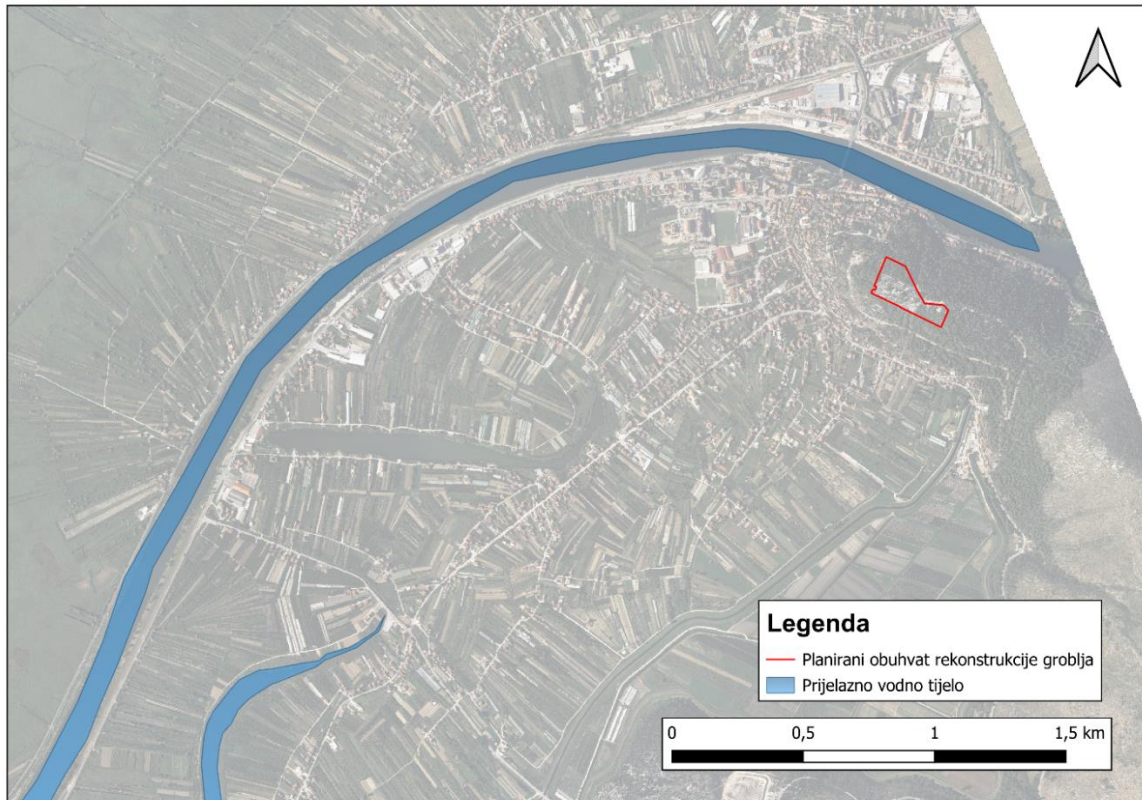 Legenda
Planirani obuhvat rekonstrukcije groblja
Prijelazno vodno tijelo
0 0,5 1 1,5 km